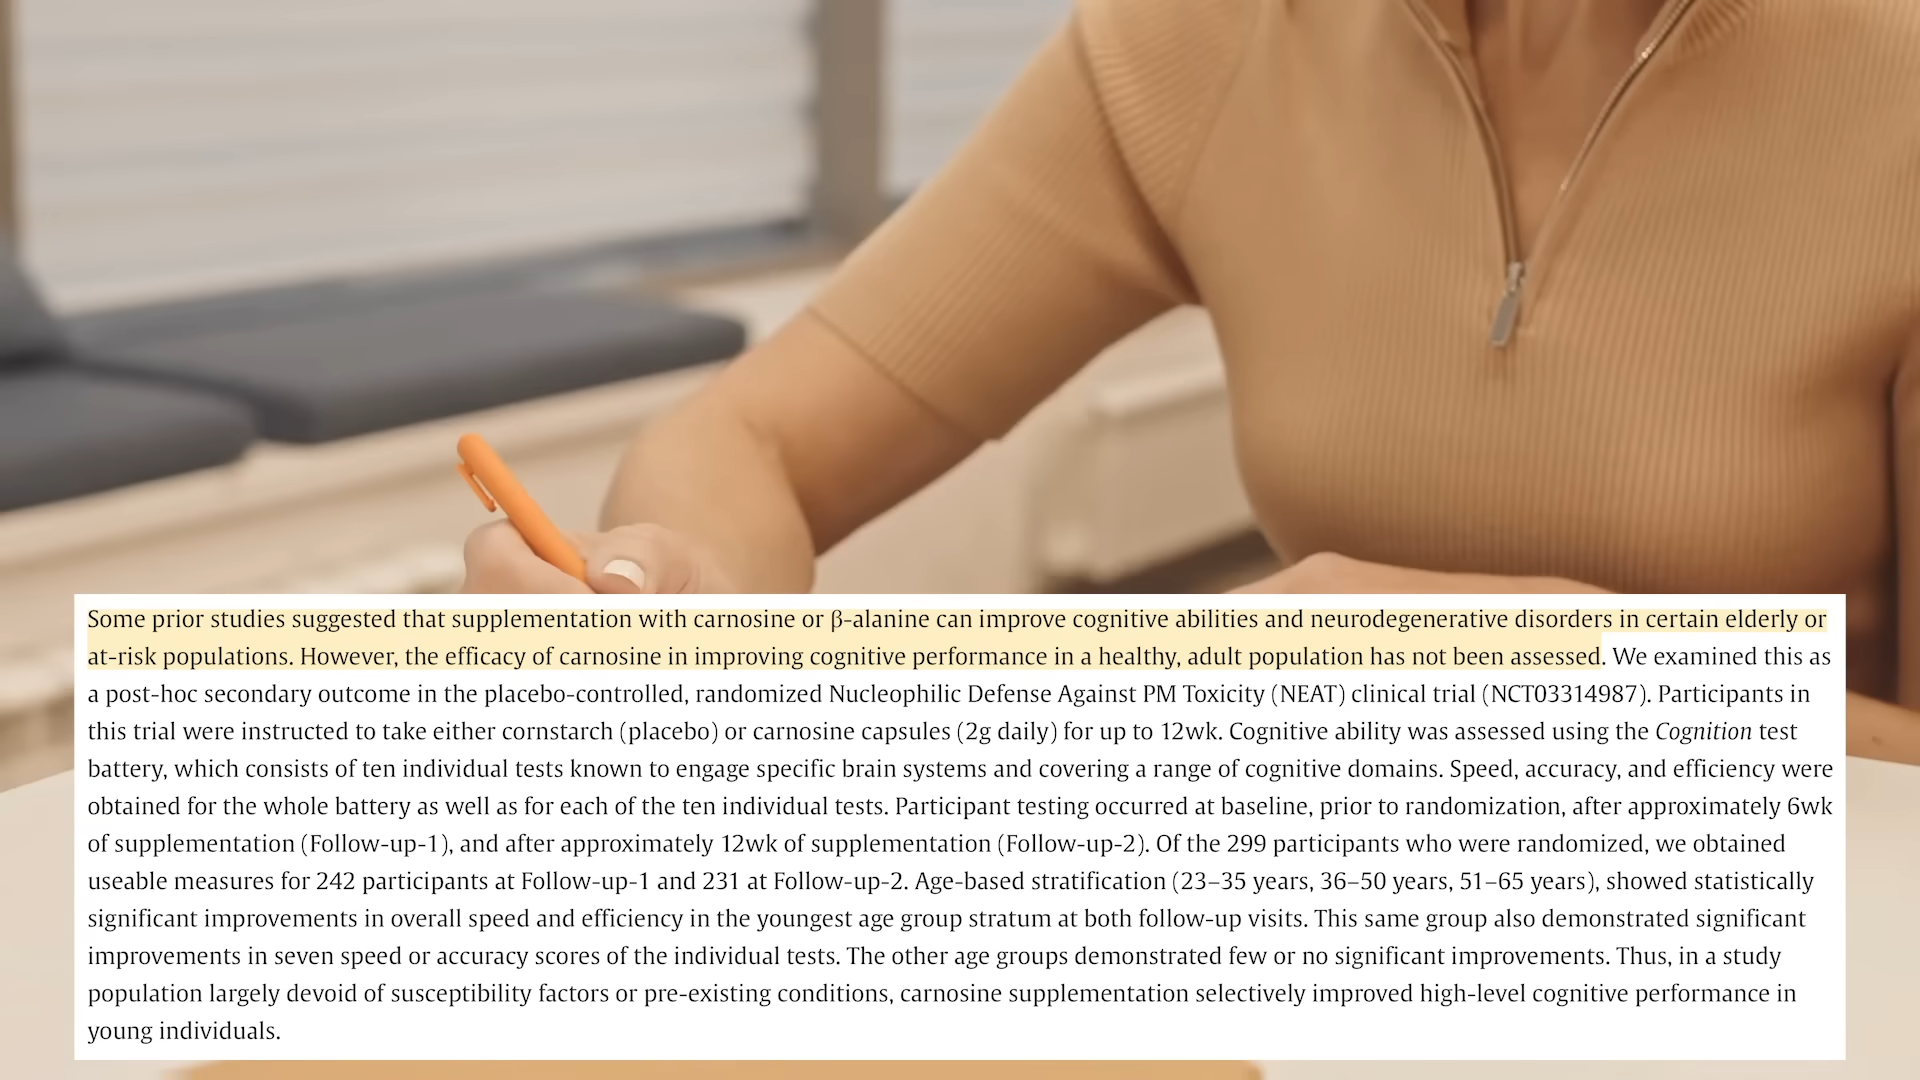 Some prior studies suggested that supplementation with carnosine or β-alanine can improve cognitive abilities and neurodegenerative disorders in certain elderly or
at-risk populations. However, the efficacy of carnosine in improving cognitive performance in a healthy, adult population has not been assessed. We examined this as
a post-hoc secondary outcome in the placebo-controlled, randomized Nucleophilic Defense Against PM Toxicity (NEAT) clinical trial (NCT03314987). Participants in
this trial were instructed to take either cornstarch (placebo) or carnosine capsules (2g daily) for up to 12wk. Cognitive ability was assessed using the Cognition test
battery, which consists of ten individual tests known to engage specific brain systems and covering a range of cognitive domains. Speed, accuracy, and efficiency were
obtained for the whole battery as well as for each of the ten individual tests. Participant testing occurred at baseline, prior to randomization, after approximately 6wk
of supplementation (Follow-up-1), and after approximately 12wk of supplementation (Follow-up-2). Of the 299 participants who were randomized, we obtained
useable measures for 242 participants at Follow-up-1 and 231 at Follow-up-2. Age-based stratification (23–35 years, 36–50 years, 51–65 years), showed statistically
significant improvements in overall speed and efficiency in the youngest age group stratum at both follow-up visits. This same group also demonstrated significant
improvements in seven speed or accuracy scores of the individual tests. The other age groups demonstrated few or no significant improvements. Thus, in a study
population largely devoid of susceptibility factors or pre-existing conditions, carnosine supplementation selectively improved high-level cognitive performance in
young individuals.